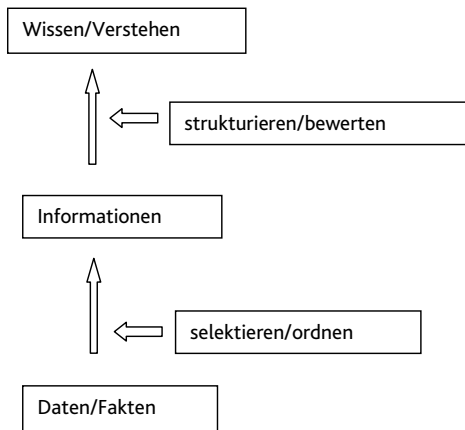 Wissen/Verstehen
strukturieren/bewerten
Informationen
selektieren/ordnen
Daten/Fakten